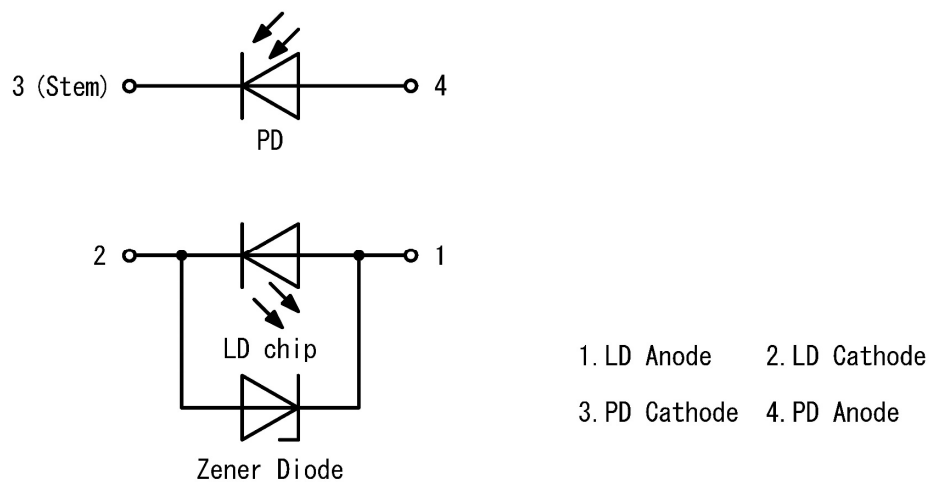 3 (Stem)
4
PD
2
1
LD chip
Zener Diode
1. LD Anode 2. LD Cathode
3. PD Cathode 4. PD Anode